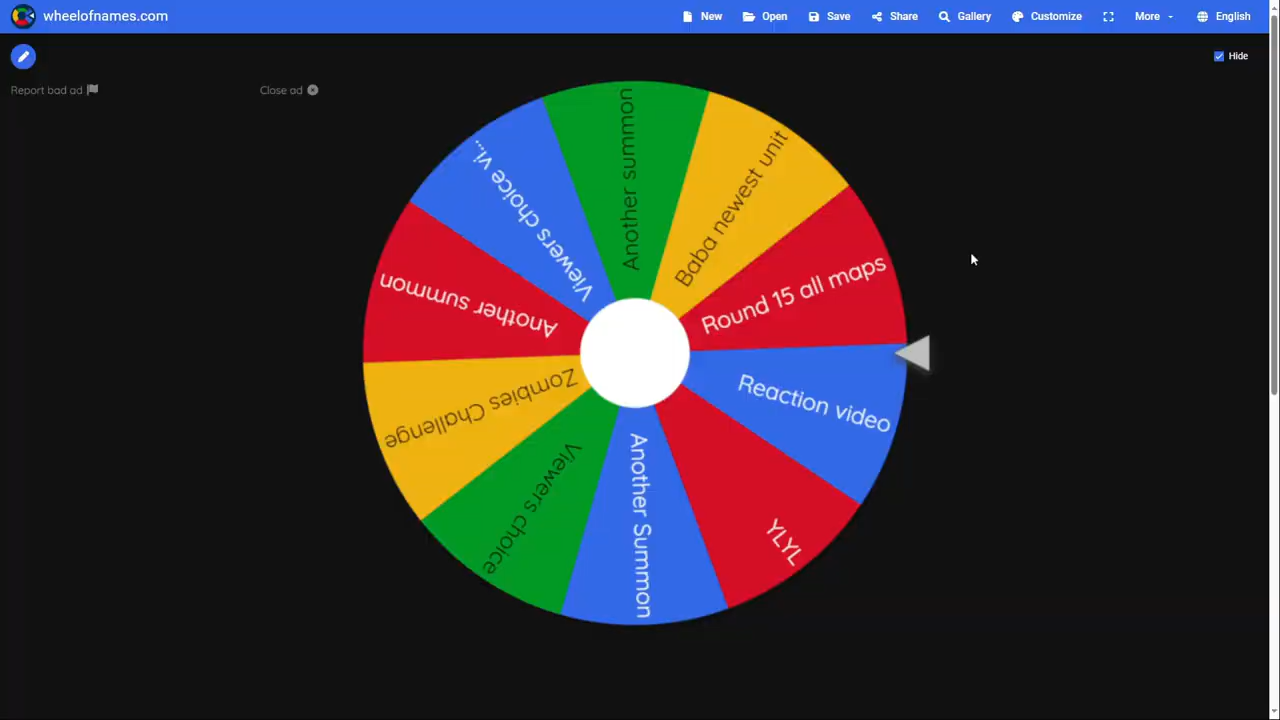 wheelofnames.com
New
Open
Save
Share
Gallery
Customize
More
English
Hide
Report bad ad
Close ad
Another summon
Baba newest unit
Round 15 all maps
Reaction video
YLYL
Another Summon
Viewer's choice
Zombies Challenge
Another summon
Viewers choice vi...